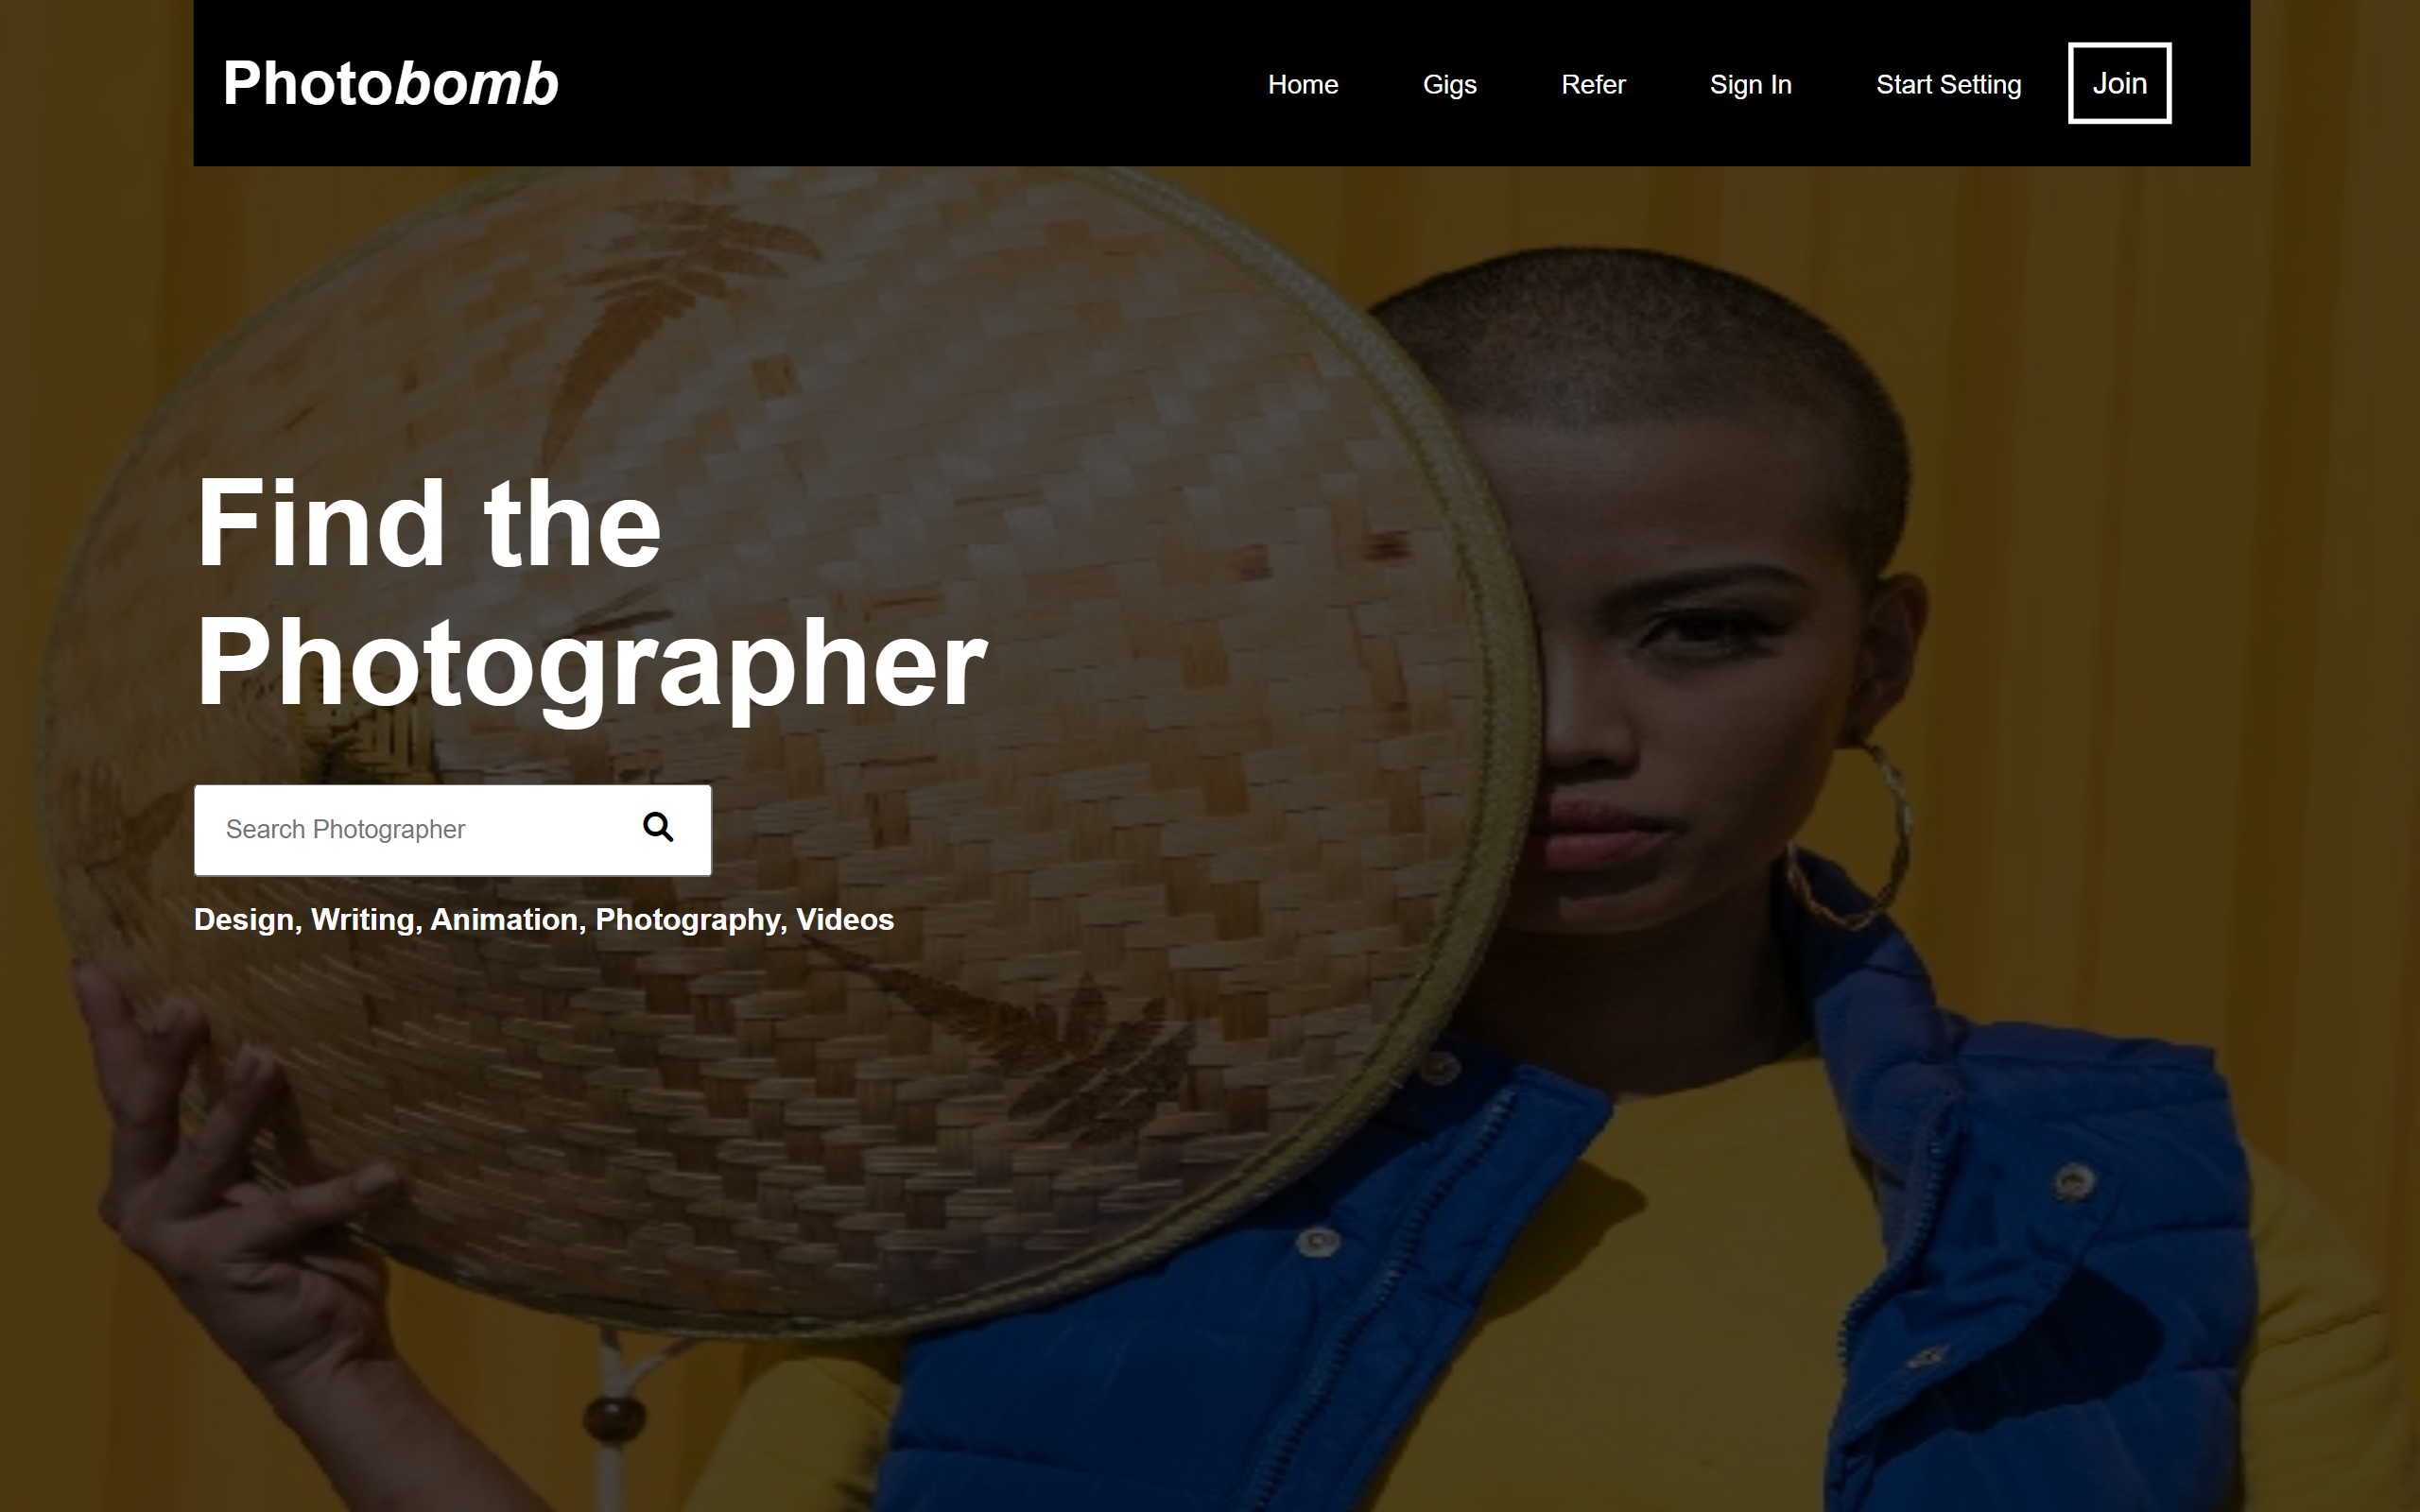 Photobomb
Home Gigs Refer Sign In Start Setting Join
Find the
Photographer
Search Photographer
Design, Writing, Animation, Photography, Videos